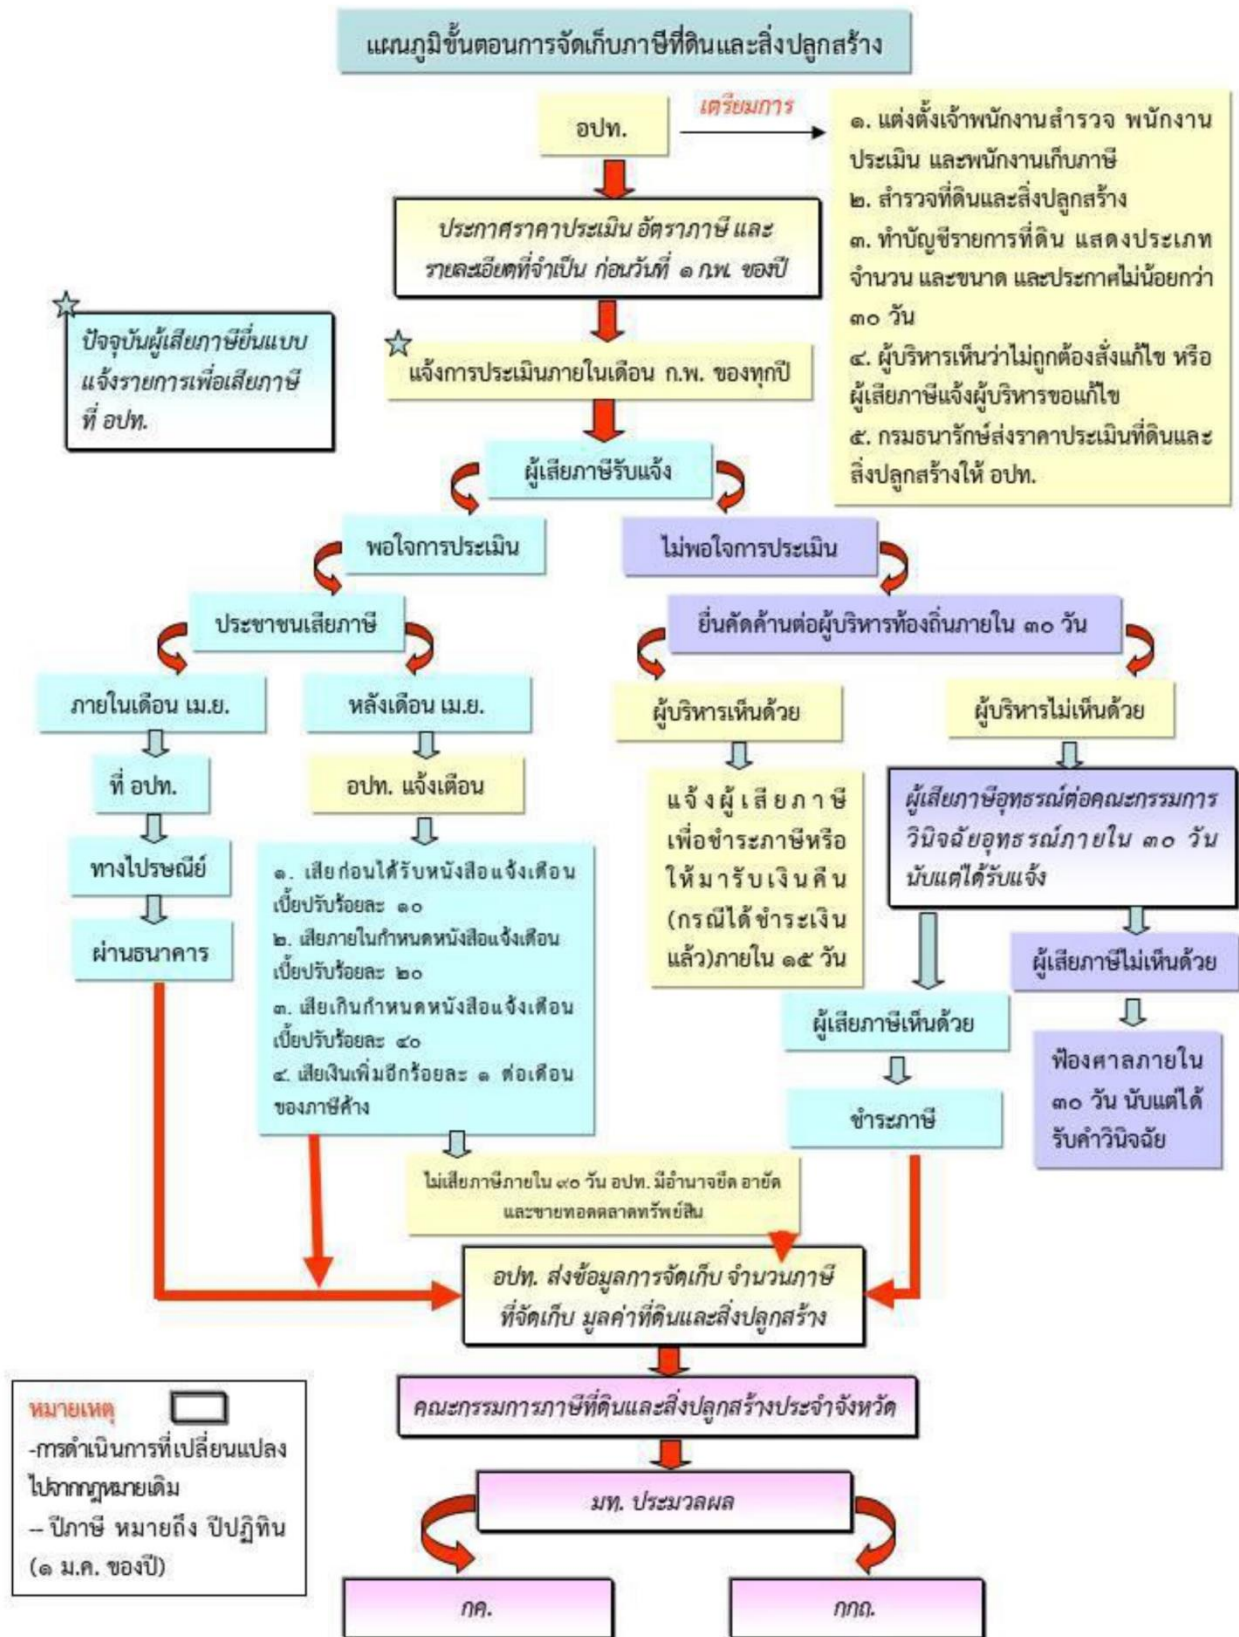 แผนภูมิขั้นตอนการจัดเก็บภาษีที่ดินและสิ่งปลูกสร้าง
อปท.
เตรียมการ
๑. แต่งตั้งเจ้าพนักงานสำรวจ พนักงาน
ประเมิน และพนักงานเก็บภาษี
๒. สำรวจที่ดินและสิ่งปลูกสร้าง
๓. ทำบัญชีรายการที่ดิน แสดงประเภท
จำนวน และขนาด และประกาศไม่น้อยกว่า
๓๐ วัน
๔. ผู้บริหารเห็นว่าไม่ถูกต้องสั่งแก้ไข หรือ
ผู้เสียภาษีแจ้งผู้บริหารขอแก้ไข
๕. กรมธนารักษ์ส่งราคาประเมินที่ดินและ
สิ่งปลูกสร้างให้ อปท.
ประกาศราคาประเมิน อัตราภาษี และ
รายละเอียดที่จำเป็น ก่อนวันที่ ๑ ก.พ. ของปี
ปัจจุบันผู้เสียภาษียื่นแบบ
แจ้งรายการเพื่อเสียภาษี
ที่ อปท.
แจ้งการประเมินภายในเดือน ก.พ. ของทุกปี
ผู้เสียภาษีรับแจ้ง
พอใจการประเมิน
ไม่พอใจการประเมิน
ประชาชนเสียภาษี
ยื่นคัดค้านต่อผู้บริหารท้องถิ่นภายใน ๓๐ วัน
ภายในเดือน เม.ย.
หลังเดือน เม.ย.
ผู้บริหารเห็นด้วย
ผู้บริหารไม่เห็นด้วย
ที่ อปท.
อปท. แจ้งเตือน
ทางไปรษณีย์
ผ่านธนาคาร
๑. เสียก่อนได้รับหนังสือแจ้งเตือน
เบี้ยปรับร้อยละ ๑๐
๒. เสียภายในกำหนดหนังสือแจ้งเตือน
เบี้ยปรับร้อยละ ๒๐
๓. เสียเกินกำหนดหนังสือแจ้งเตือน
เบี้ยปรับร้อยละ ๔๐
๔. เสียเงินเพิ่มอีกร้อยละ ๑ ต่อเดือน
ของภาษีค้าง
แจ้งผู้เสียภาษี
เพื่อชำระภาษีหรือ
ให้มารับเงินคืน
(กรณีได้ชำระเงิน
แล้ว)ภายใน ๑๕ วัน
ผู้เสียภาษีอุทธรณ์ต่อคณะกรรมการ
วินิจฉัยอุทธรณ์ภายใน ๓๐ วัน
นับแต่ได้รับแจ้ง
ผู้เสียภาษีไม่เห็นด้วย
ผู้เสียภาษีเห็นด้วย
ฟ้องศาลภายใน
๓๐ วัน นับแต่ได้
รับคำวินิจฉัย
ชำระภาษี
ไม่เสียภาษีภายใน ๙๐ วัน อปท. มีอำนาจยึด อายัด
และขายทอดตลาดทรัพย์สิน
อปท. ส่งข้อมูลการจัดเก็บ จำนวนภาษี
ที่จัดเก็บ มูลค่าที่ดินและสิ่งปลูกสร้าง
คณะกรรมการภาษีที่ดินและสิ่งปลูกสร้างประจำจังหวัด
มท. ประมวลผล
กค.
กกถ.
หมายเหตุ
-การดำเนินการที่เปลี่ยนแปลง
ไปจากกฎหมายเดิม
-- ปีภาษี หมายถึง ปีปฏิทิน
(๑ ม.ค. ของปี)